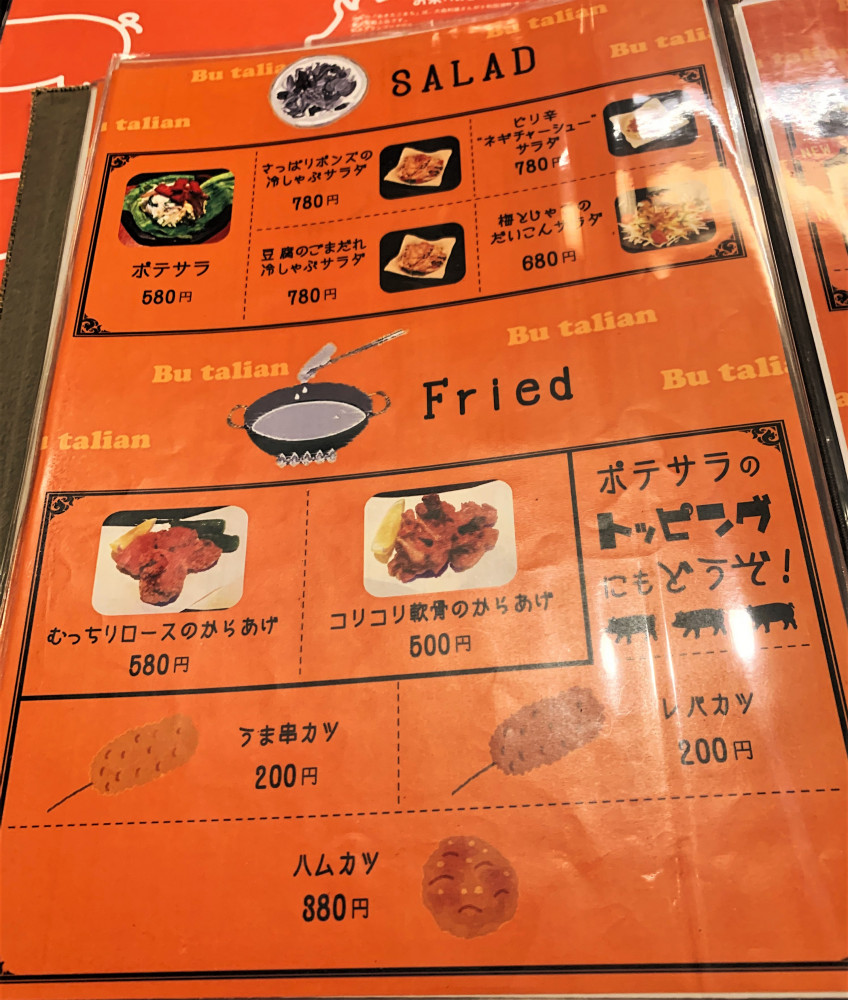 Bu talian
Bu talian
SALAD
talian
さっぱりポンズの
冷しゃぶサラダ
780円
ピリ辛
"ネギチャーシュー"
サラダ
780円
ポテサラ
580円
豆腐のごまだれ
冷しゃぶサラダ
780円
梅とじゃ の
だいこんサラダ
680円
Bu talian
Bu talian
Fried
talian
むっちりロースのからあげ
580円
コリコリ軟骨のからあげ
500円
ポテサラの
トッピング
にもどうぞ!
うま串カツ
200円
レバカツ
200円
ハムカツ
380円
NEW